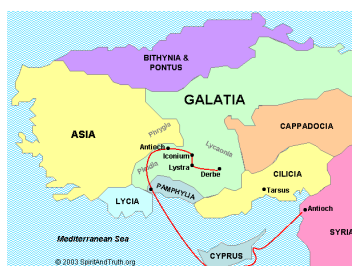 BITHYNIA &
PONTUS
GALATIA
ASIA
Phrygia
Lycaonia
CAPPADOCIA
Antioch
Iconium
Pisidia
Lystra
Derbe
CILICIA
Tarsus
PAMPHYLIA
LYCIA
Antioch
SYRIA
Mediterranean Sea
CYPRUS
© 2003 SpiritAndTruth.org